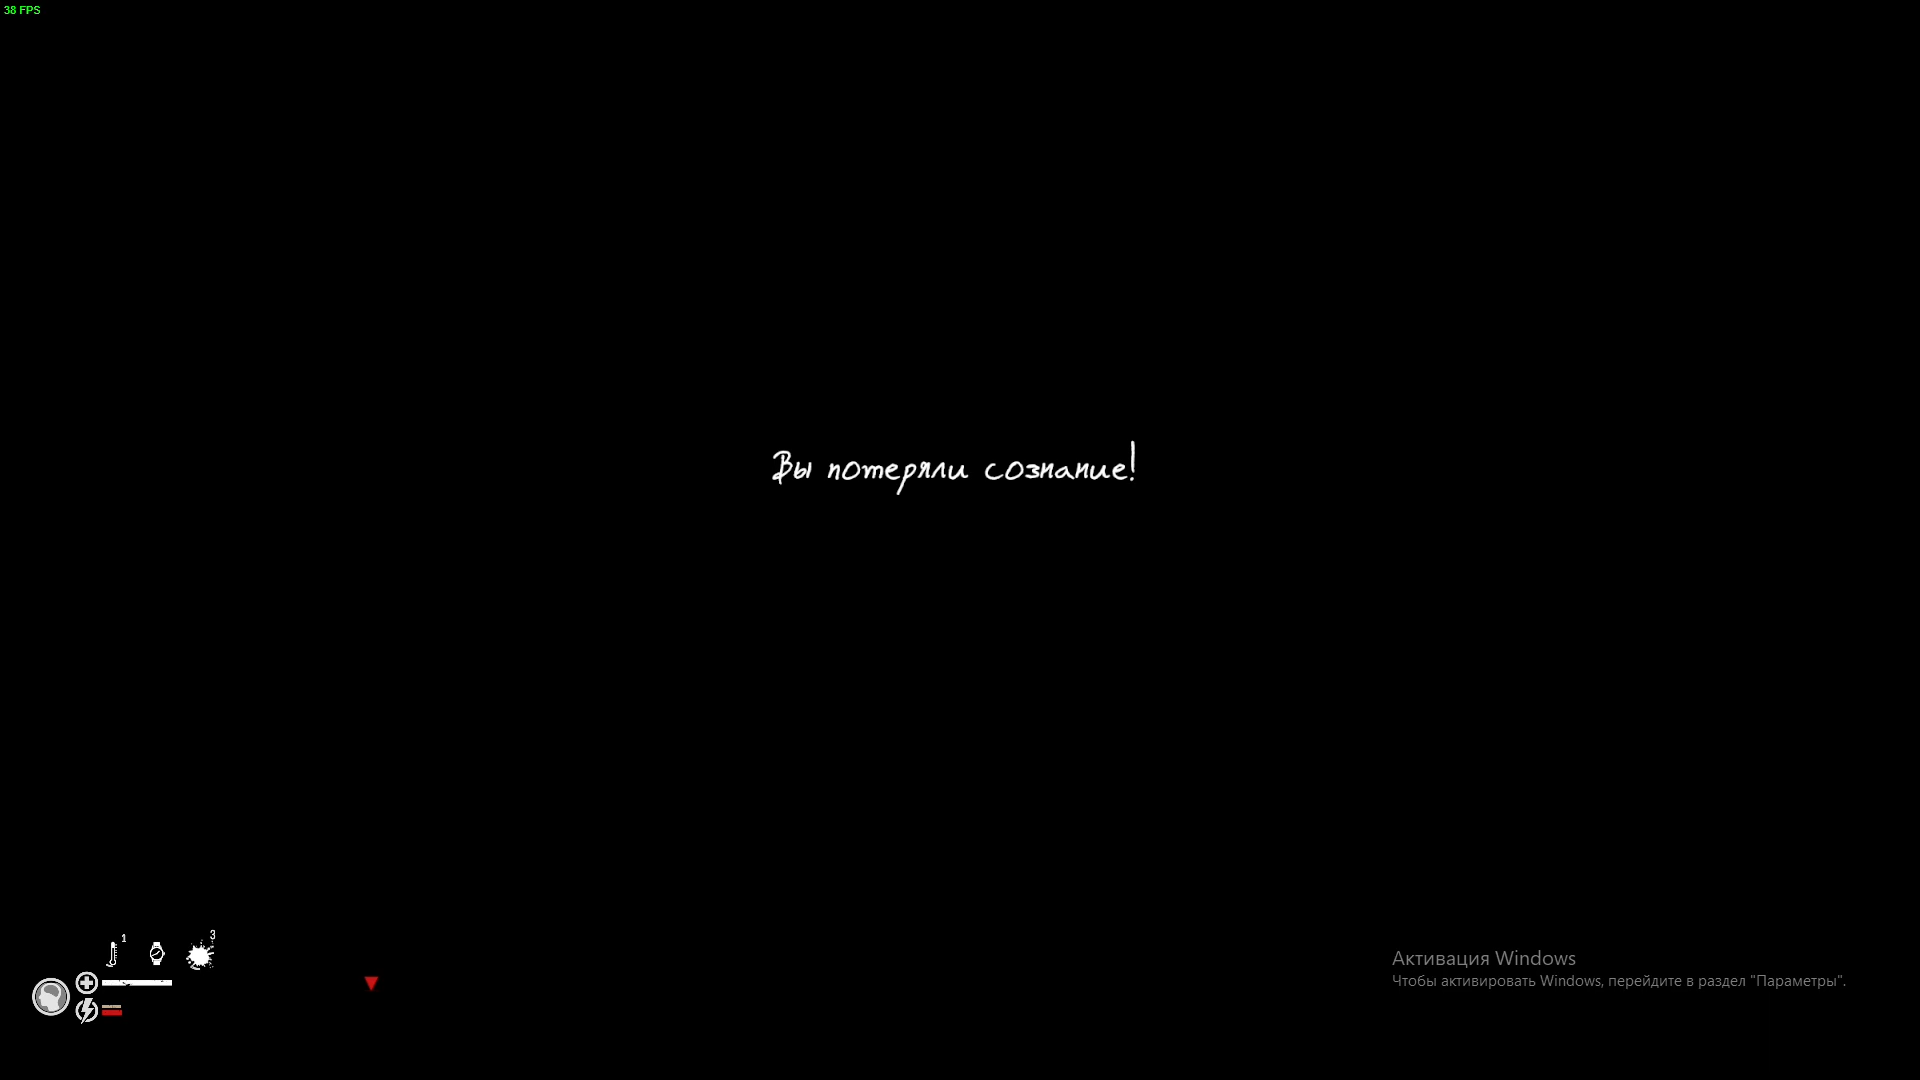 38 FPS
Вы потеряли сознание!
1
3
Активация Windows
Чтобы активировать Windows, перейдите в раздел "Параметры".